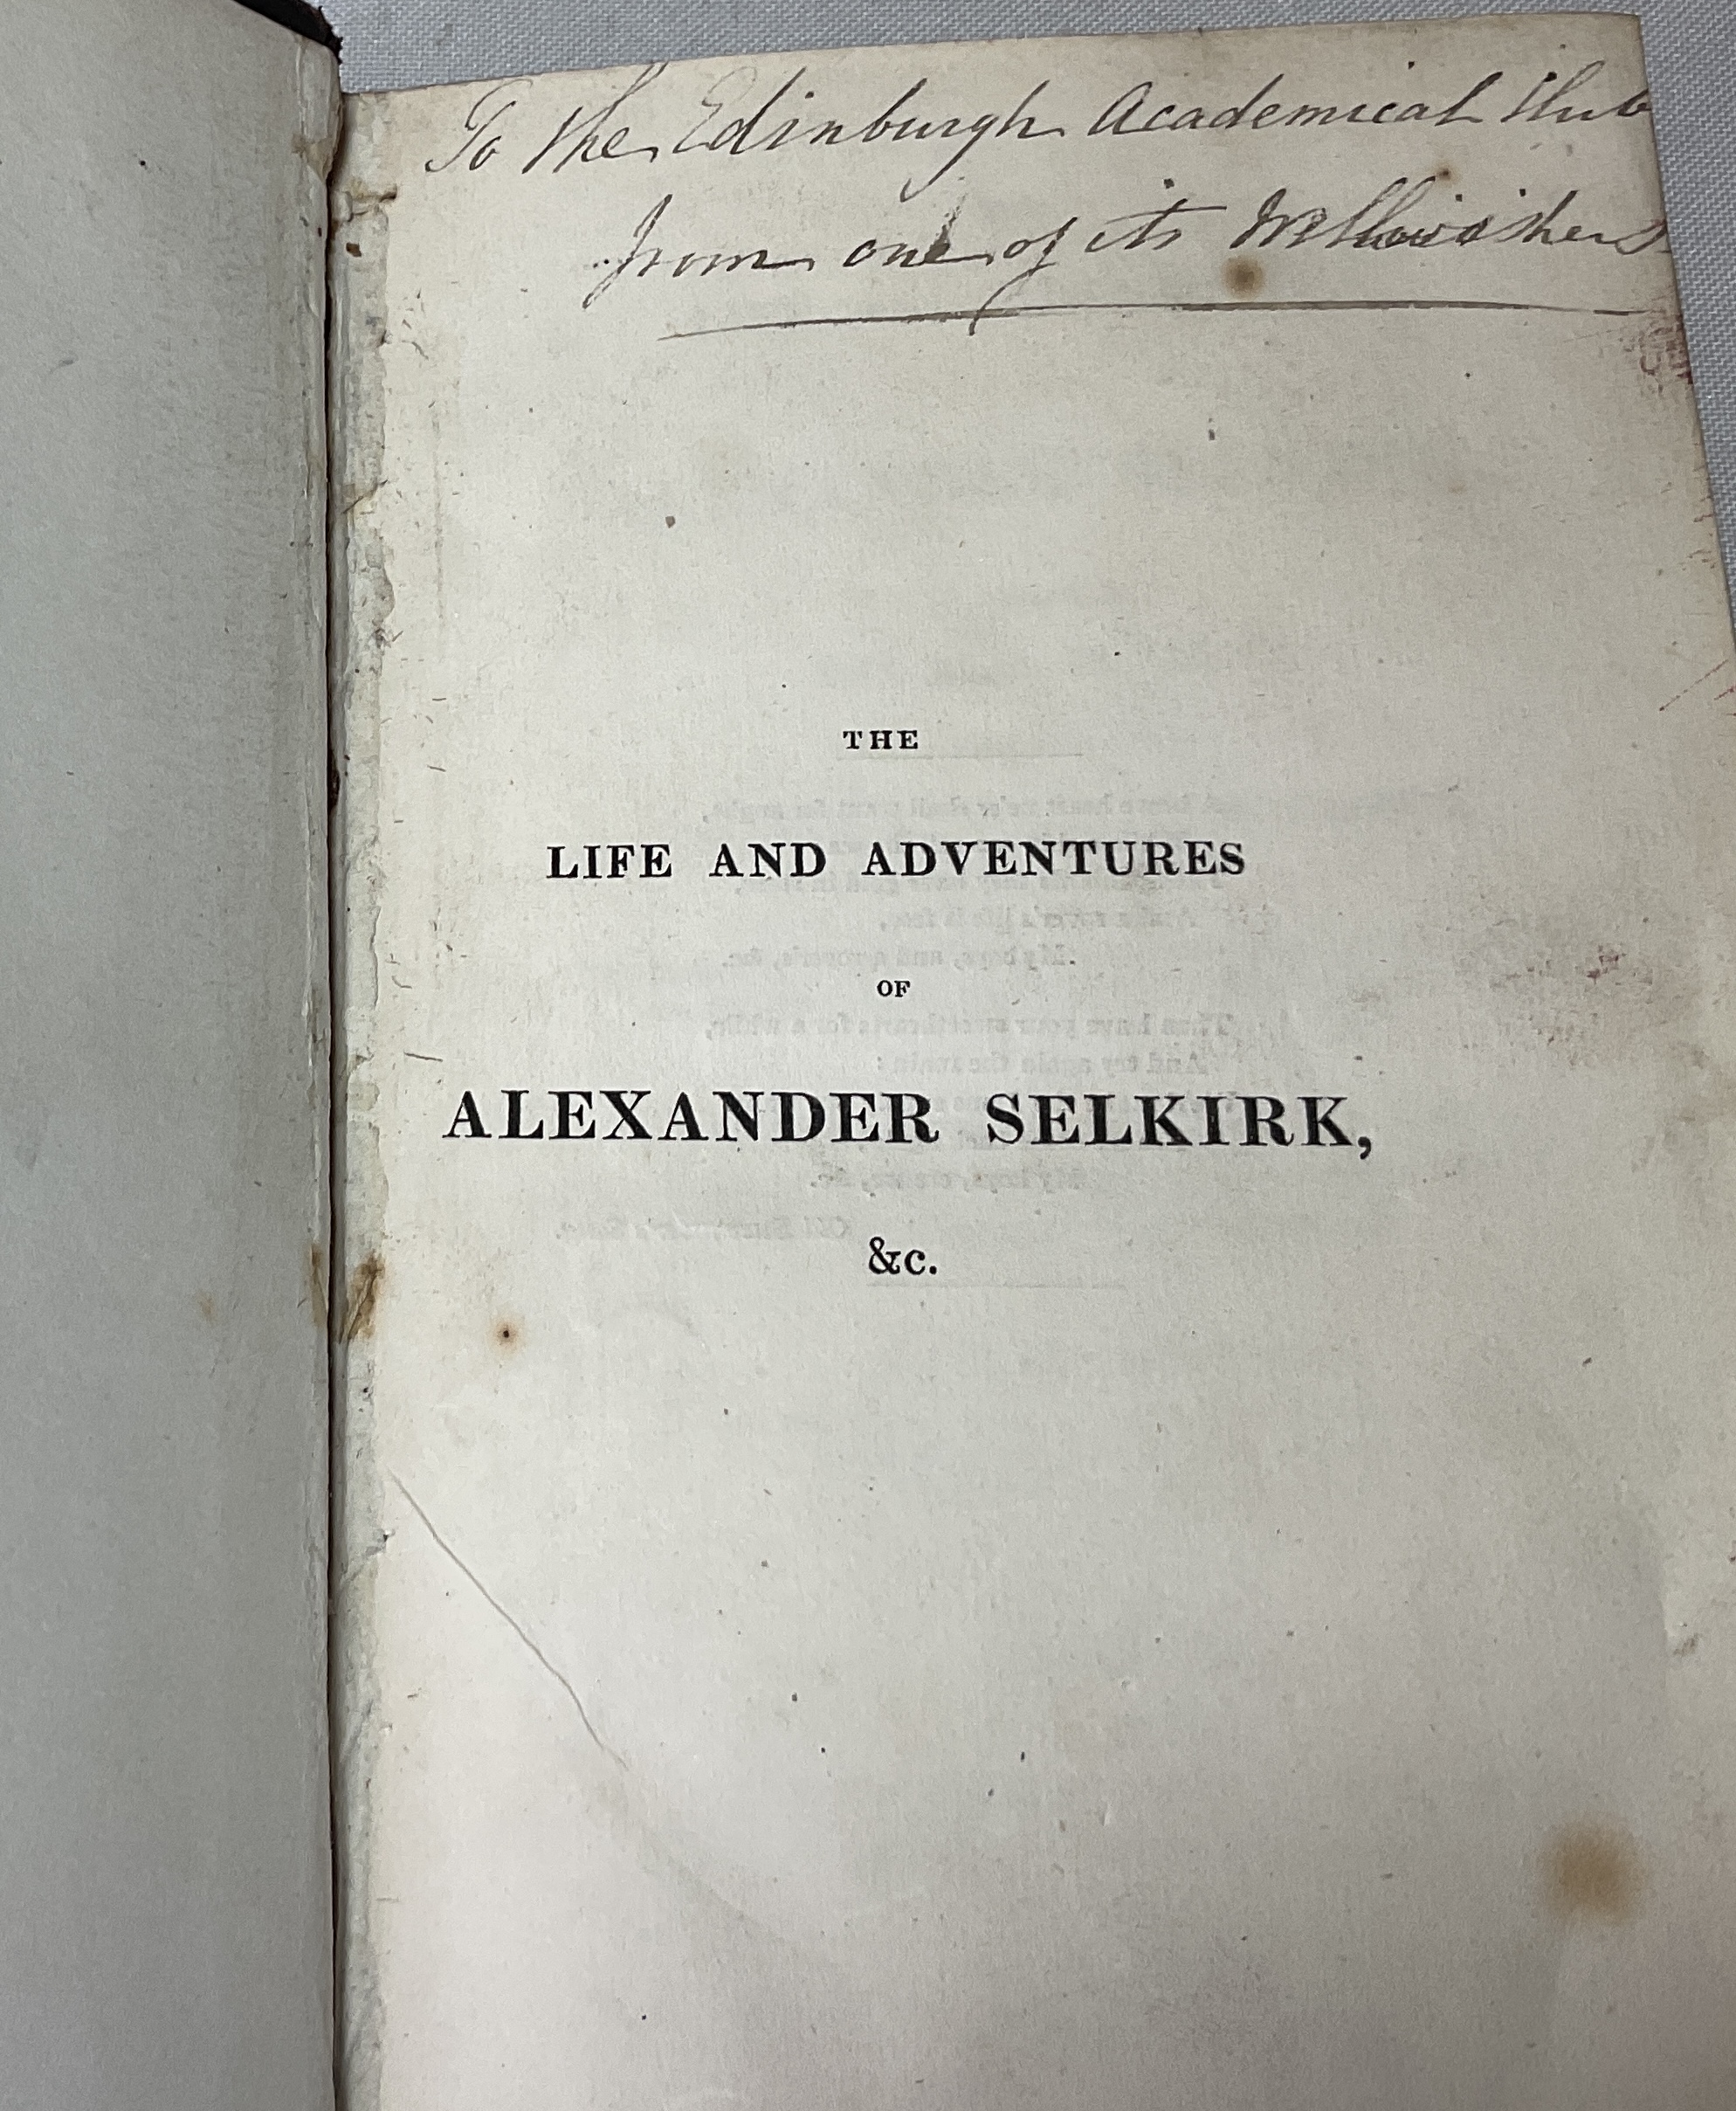 To the Edinburgh Academical Club
from one of its Wellwishers
THE
LIFE AND ADVENTURES
OF
ALEXANDER SELKIRK,
&c.